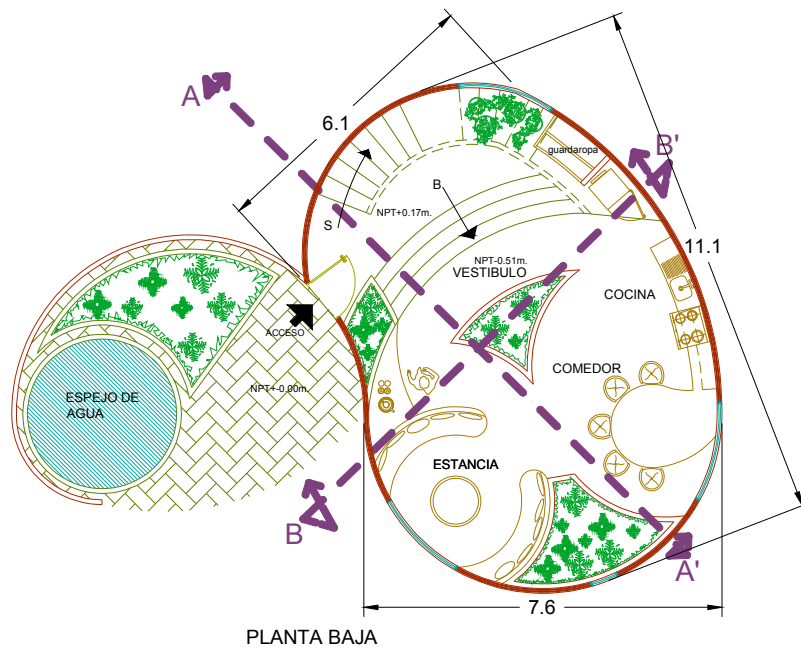 A
6.1
guardaropa
B'
B
NPT+0.17m.
S
11.1
NPT-0.51m.
VESTIBULO
COCINA
ACCESO
COMEDOR
NPT+-0.00m.
ESPEJO DE
AGUA
ESTANCIA
B
A'
7.6
PLANTA BAJA